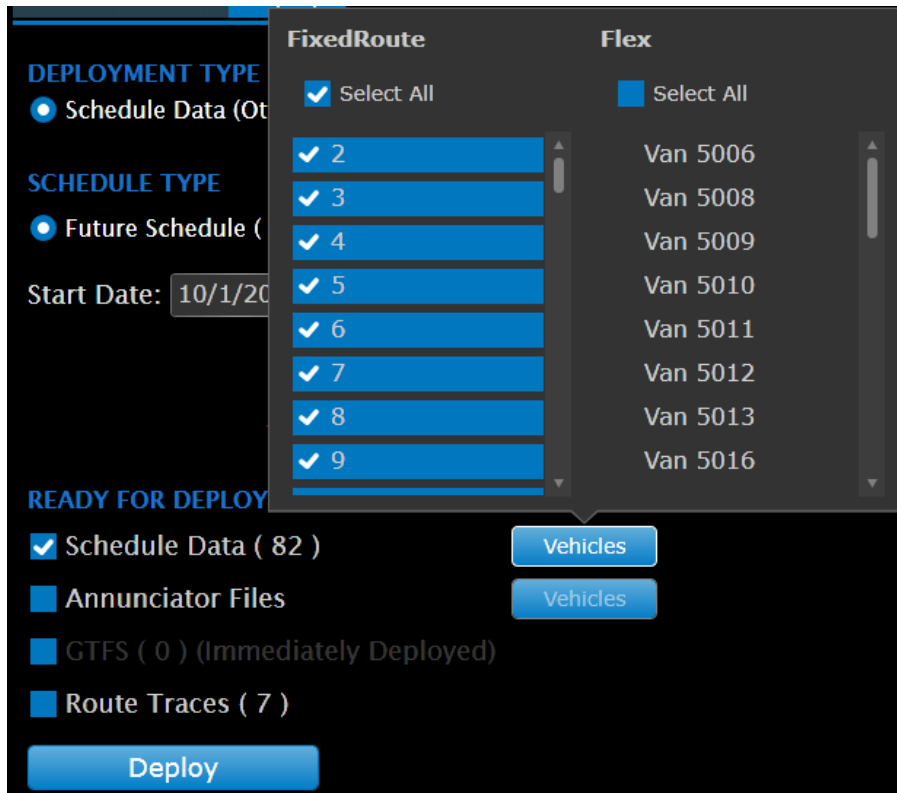 FixedRoute
Flex
Select All
Select All
2
3
4
5
6
7
8
9
Van 5006
Van 5008
Van 5009
Van 5010
Van 5011
Van 5012
Van 5013
Van 5016
DEPLOYMENT TYPE
Schedule Data (Ot
SCHEDULE TYPE
Future Schedule (
Start Date: 10/1/20
READY FOR DEPLOY
Schedule Data ( 82 )
Vehicles
Annunciator Files
Vehicles
GTFS ( 0 ) (Immediately Deployed)
Route Traces ( 7 )
Deploy